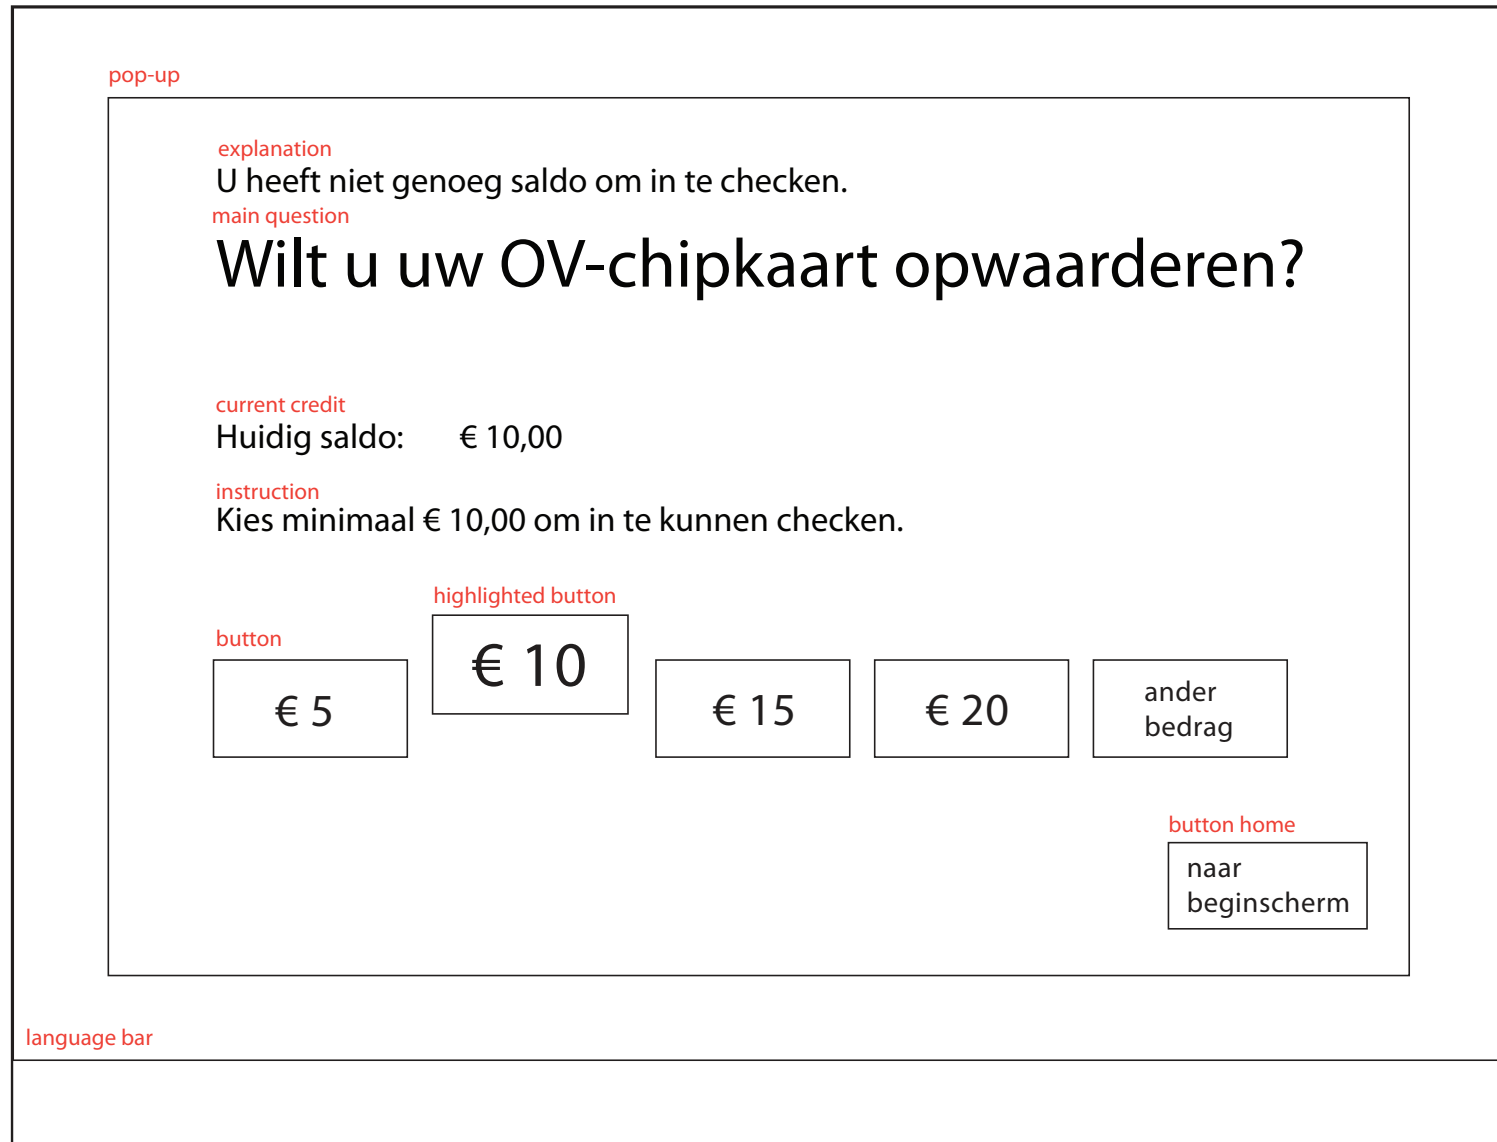 pop-up
explanation
U heeft niet genoeg saldo om in te checken.
main question
Wilt u uw OV-chipkaart opwaarderen?
current credit
Huidig saldo: € 10,00
instruction
Kies minimaal € 10,00 om in te kunnen checken.
highlighted button
button
€ 10
€ 5
€ 15
€ 20
ander
bedrag
button home
naar
beginscherm
language bar